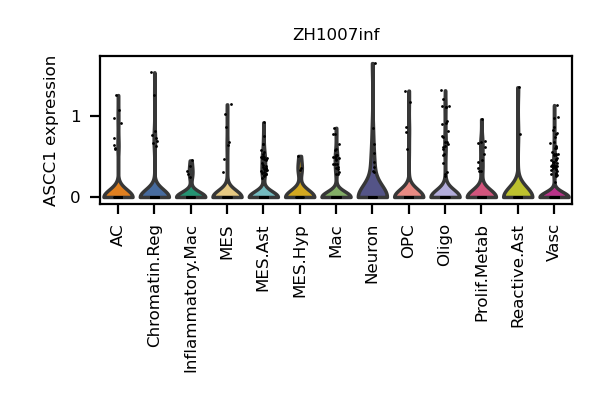 ZH1007inf
ASCC1 expression
1
0
AC
Chromatin.Reg
Inflammatory.Mac
MES
MES.Ast
MES.Hyp
Mac
Neuron
OPC
Oligo
Prolif.Metab
Reactive.Ast
Vasc